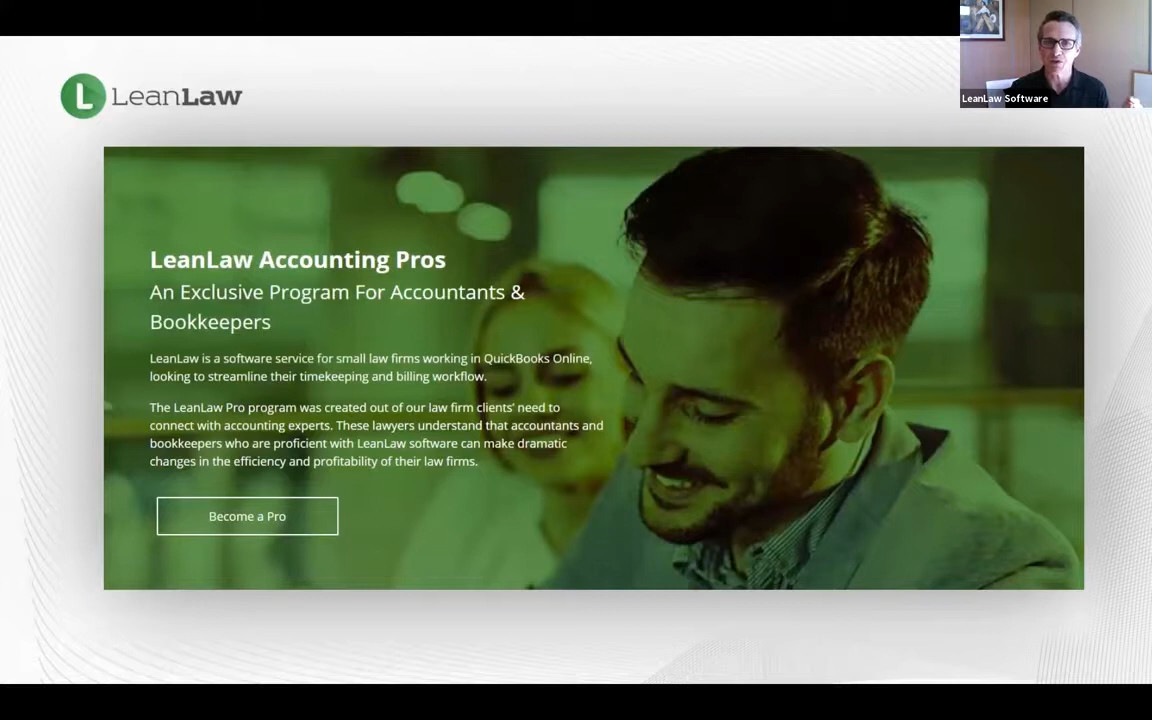 LeanLaw
LeanLaw Software
LeanLaw Accounting Pros
An Exclusive Program For Accountants &
Bookkeepers
LeanLaw is a software service for small law firms working in QuickBooks Online,
looking to streamline their timekeeping and billing workflow.
The LeanLaw Pro program was created out of our law firm clients' need to
connect with accounting experts. These lawyers understand that accountants and
bookkeepers who are proficient with LeanLaw software can make dramatic
changes in the efficiency and profitability of their law firms.
Become a Pro